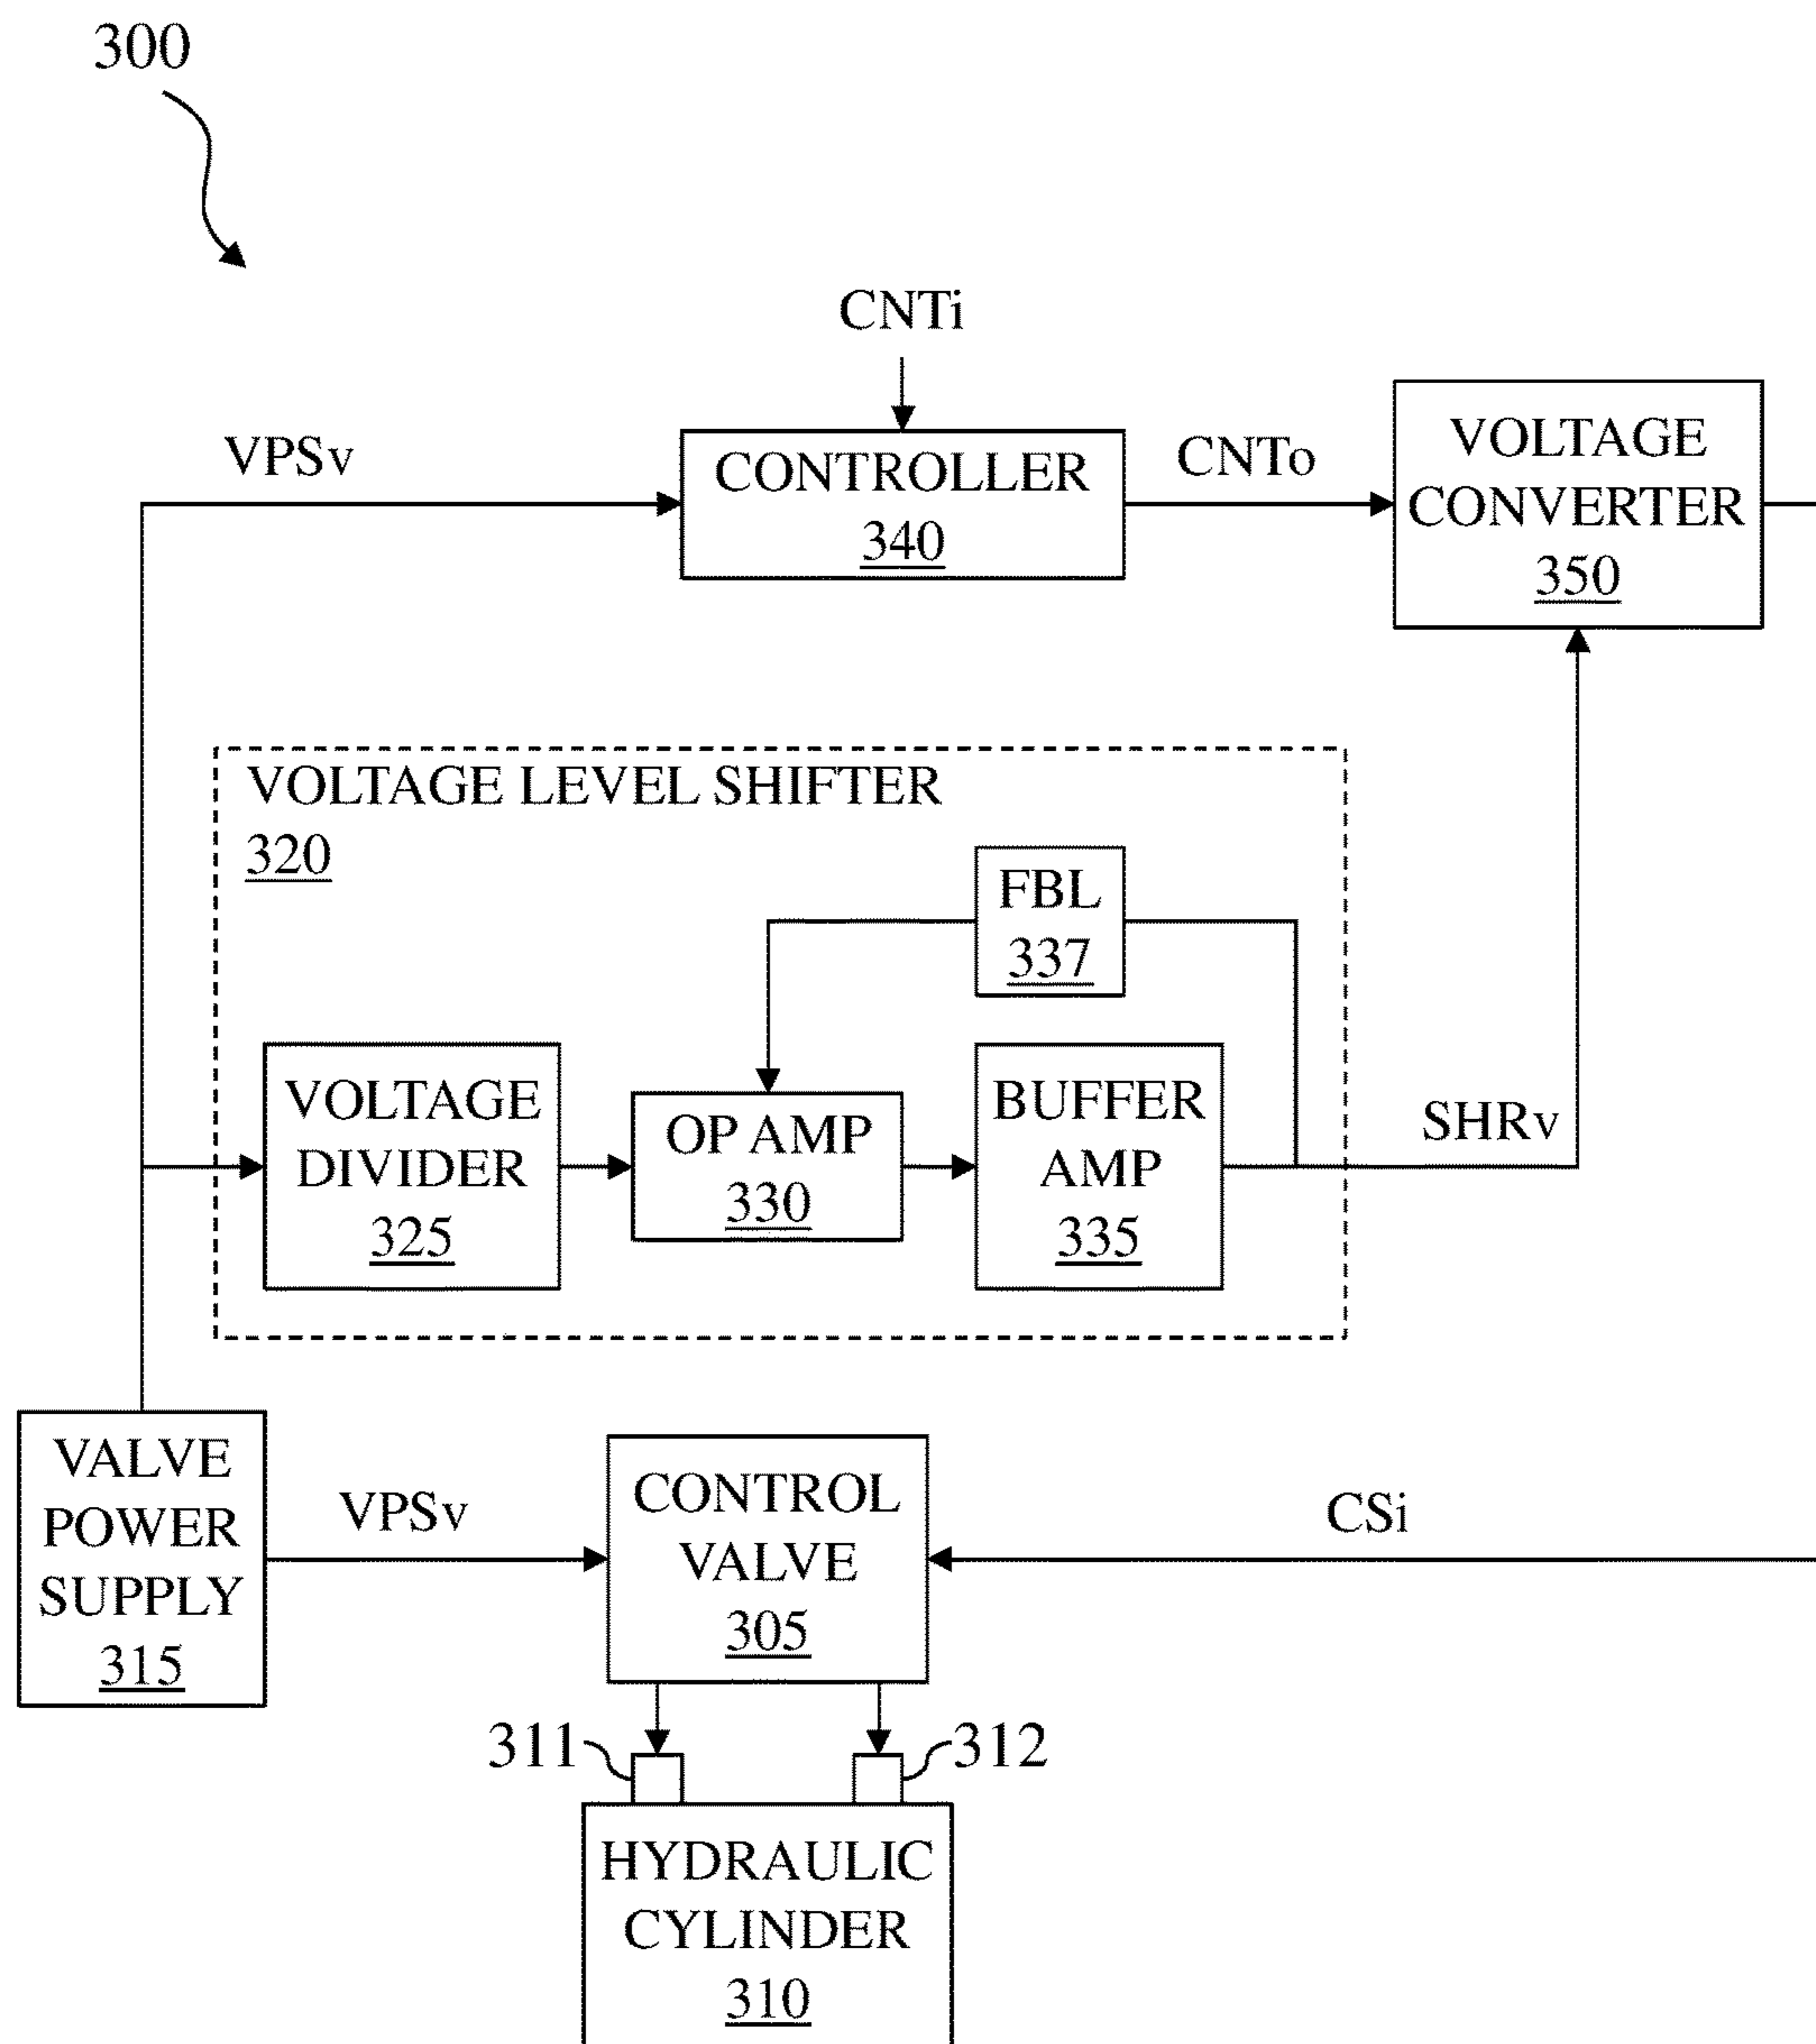 300
CNTi
VPSv
CONTROLLER
340
CNTo
VOLTAGE
CONVERTER
350
VOLTAGE LEVEL SHIFTER
320
FBL
337
VOLTAGE
DIVIDER
325
OP AMP
330
BUFFER
AMP
335
SHRv
VALVE
POWER
SUPPLY
315
VPSv
CONTROL
VALVE
305
CSi
311
312
HYDRAULIC
CYLINDER
310